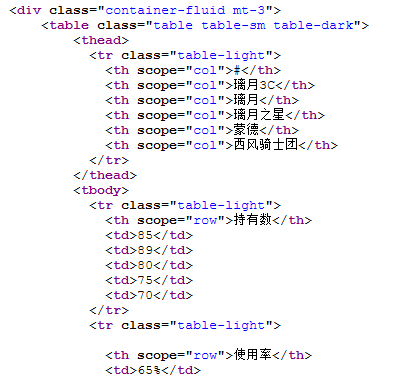 <div class="container-fluid mt-3">
<table class="table table-sm table-dark">
<thead>
<tr class="table-light">
<th scope="col">#</th>
<th scope="col">璃月3C</th>
<th scope="col">璃月</th>
<th scope="col">璃月之星</th>
<th scope="col">蒙德</th>
<th scope="col">西风骑士团</th>
</tr>
</thead>
<tbody>
<tr class="table-light">
<th scope="row">持有数</th>
<td>85</td>
<td>89</td>
<td>80</td>
<td>75</td>
<td>70</td>
</tr>
<tr class="table-light">
<th scope="row">使用率</th>
<td>65%</td>